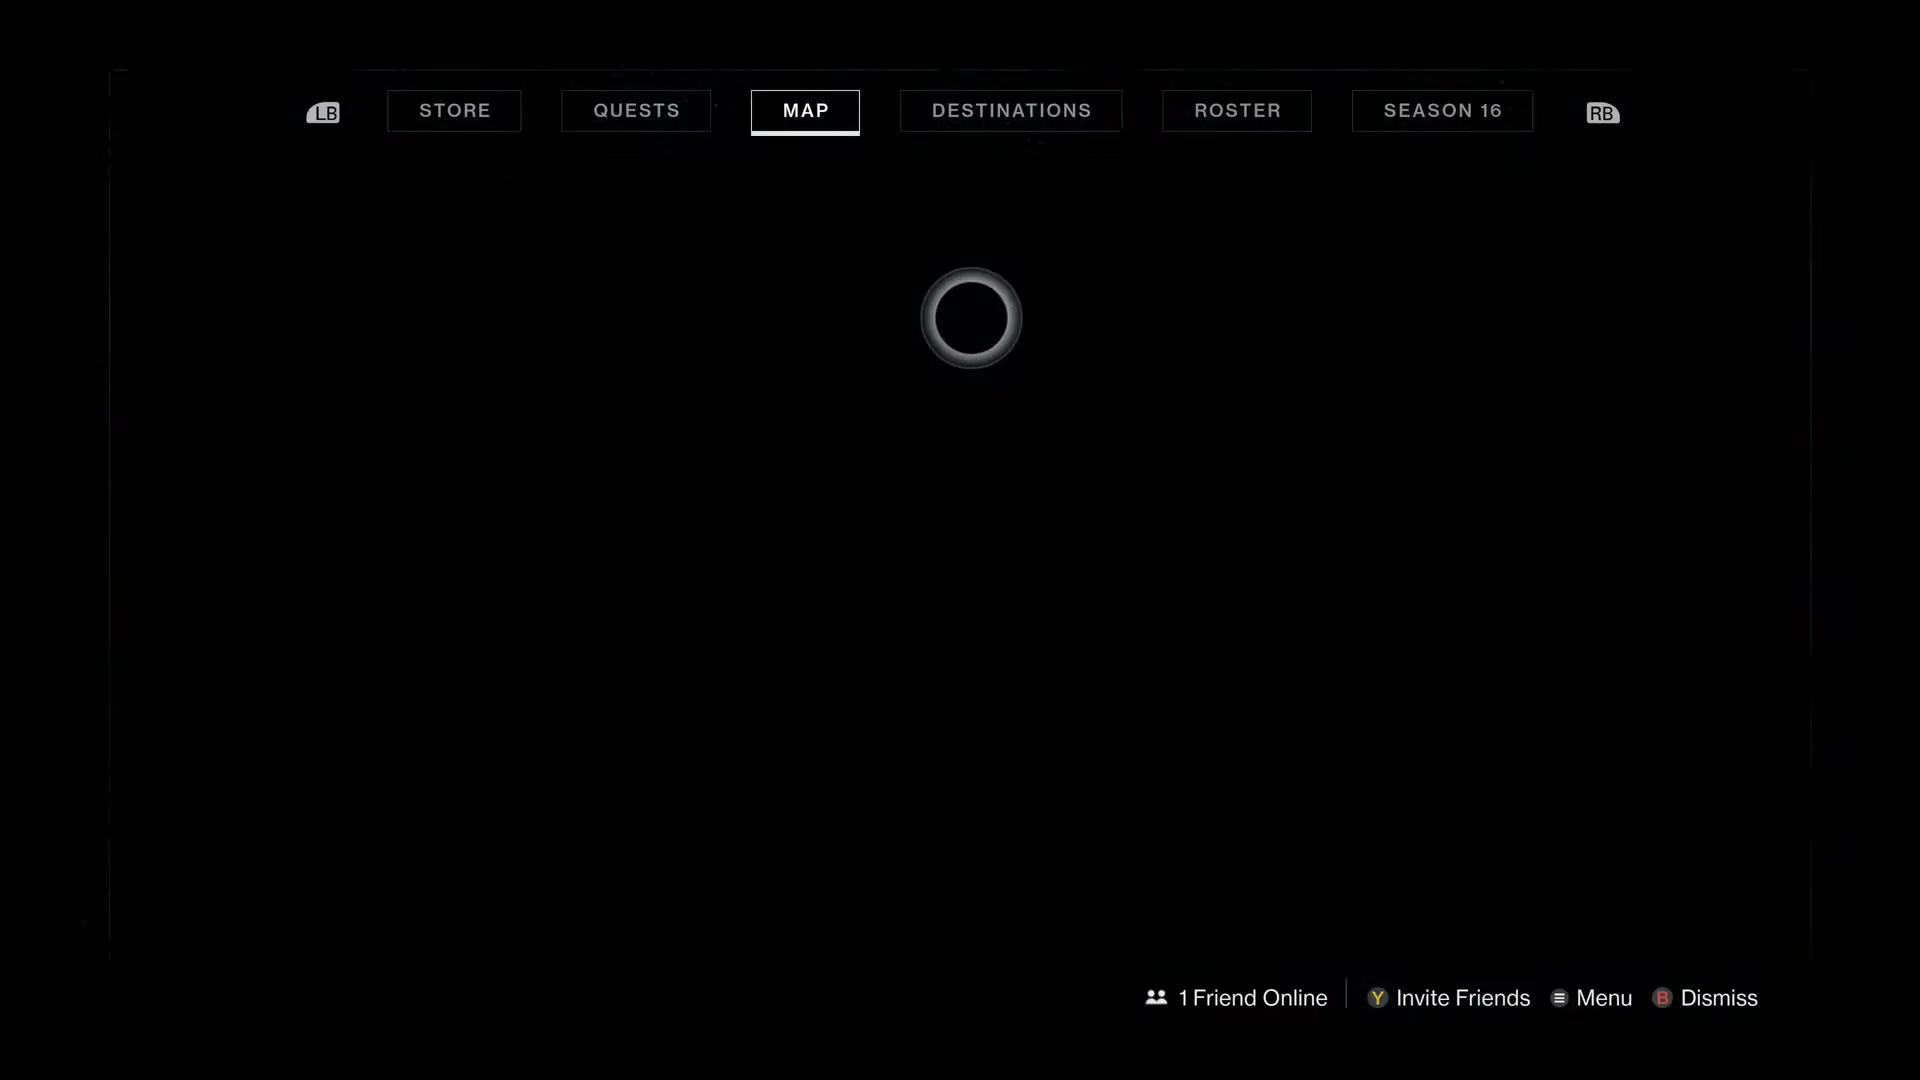 LB STORE QUESTS MAP DESTINATIONS ROSTER SEASON 16 RB
1 Friend Online Y Invite Friends Menu B Dismiss